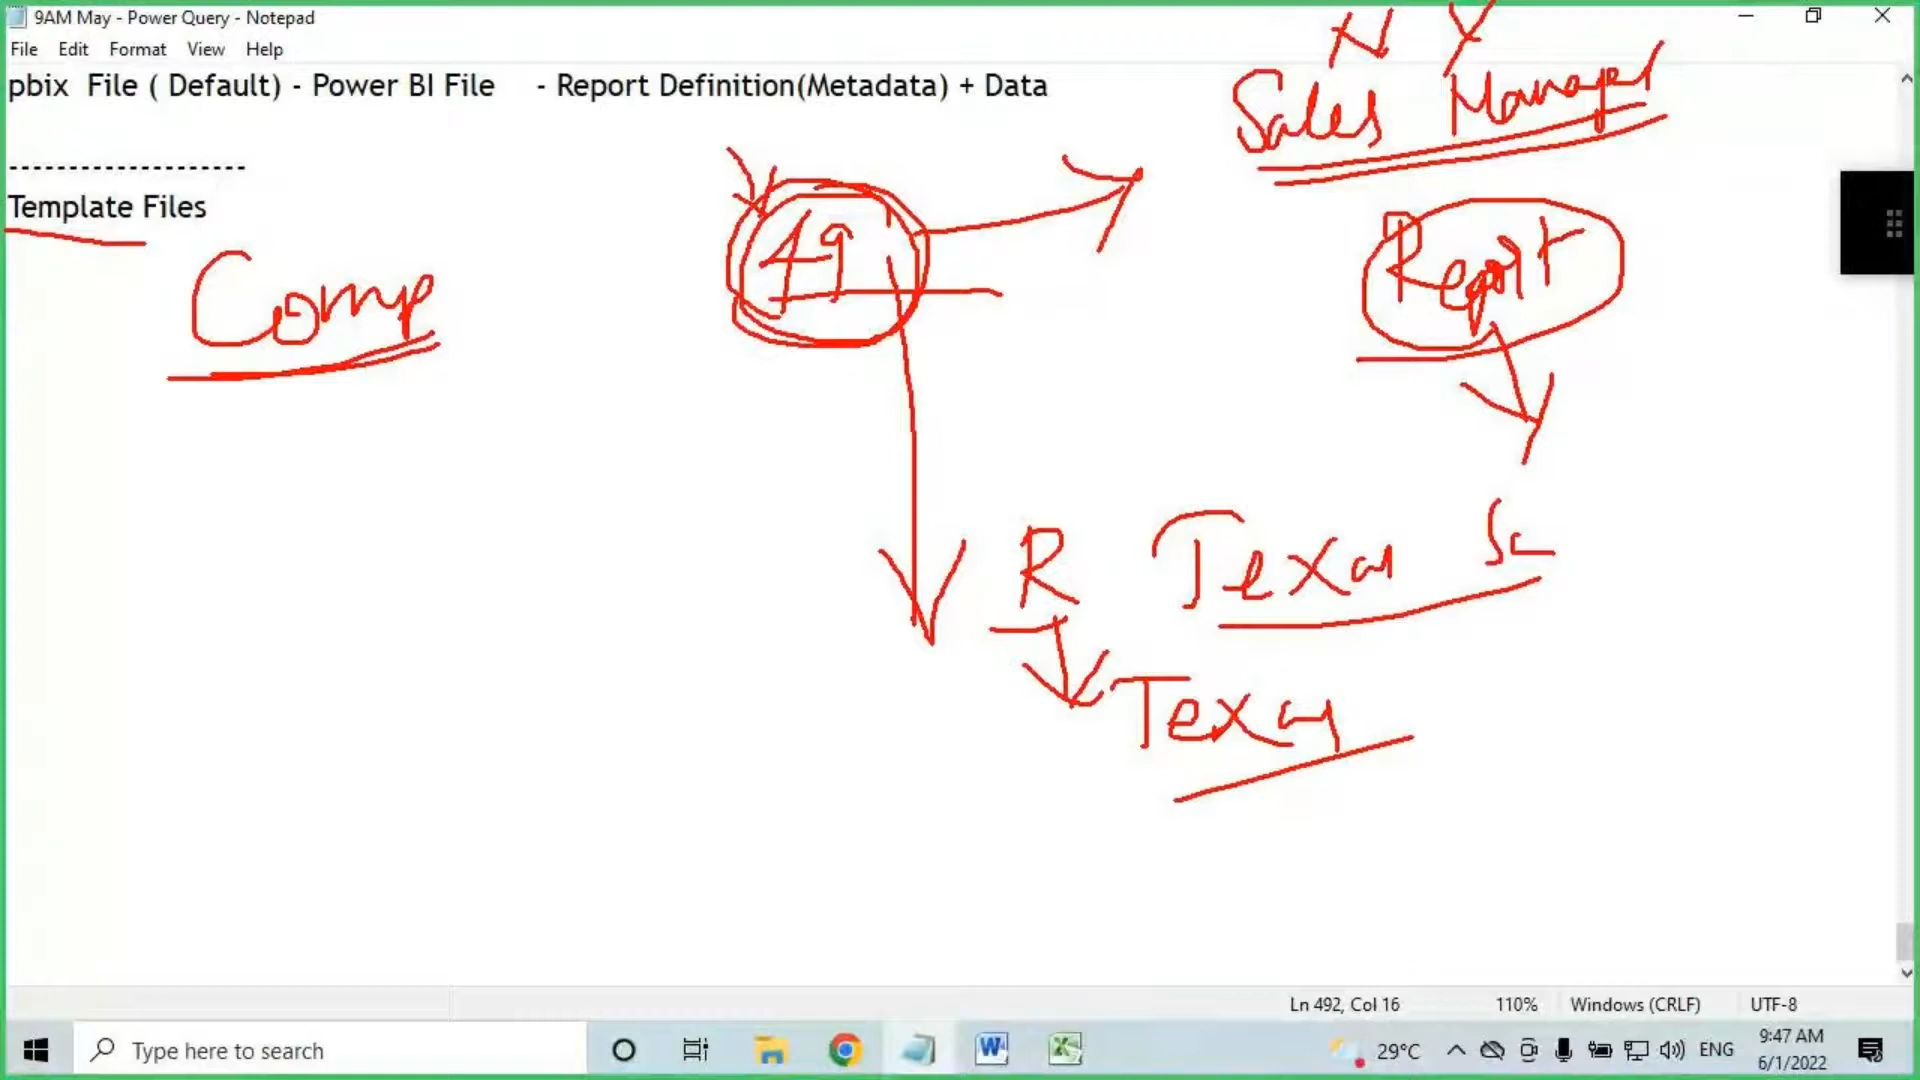 9AM May - Power Query - Notepad
File Edit Format View Help
N Y
pbix File ( Default) - Power BI File - Report Definition(Metadata) + Data
Sales Manager
--------------------
Template Files
49
Report
Comp
R Texas Sa
Texas
Ln 492, Col 16 110% Windows (CRLF) UTF-8
Type here to search
29°C ENG 9:47 AM
6/1/2022